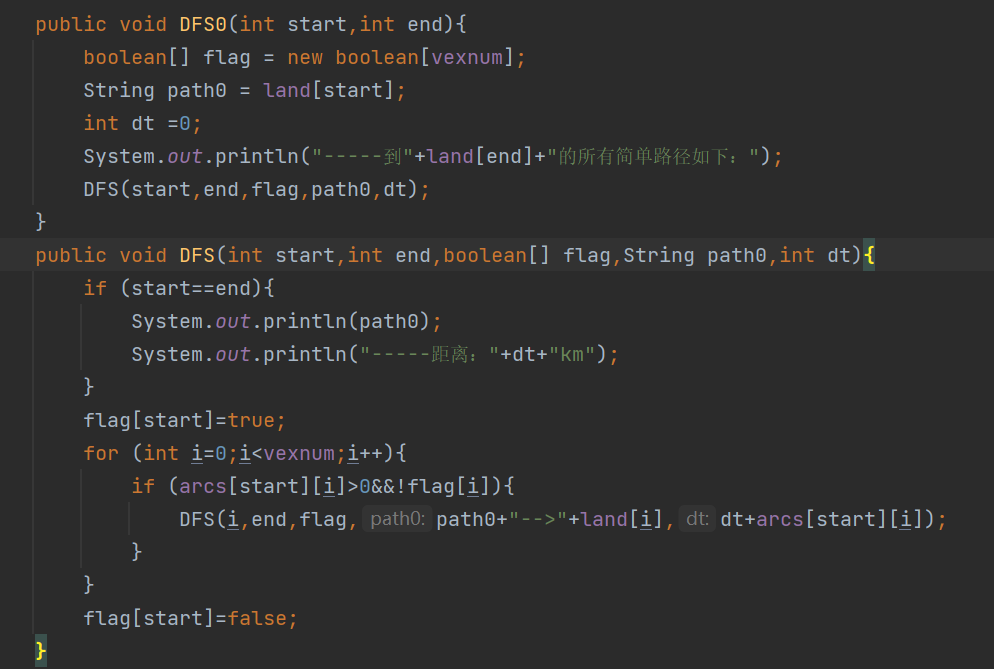 public void DFS0(int start,int end){
boolean[] flag = new boolean[vexnum];
String path0 = land[start];
int dt =0;
System.out.println("-----到"+land[end]+"的所有简单路径如下：");
DFS(start,end,flag,path0,dt);
}
public void DFS(int start,int end,boolean[] flag,String path0,int dt){
if (start==end){
System.out.println(path0);
System.out.println("-----距离："+dt+"km");
}
flag[start]=true;
for (int i=0;i<vexnum;i++){
if (arcs[start][i]>0&&!flag[i]){
DFS(i,end,flag, path0: path0+"-->"+land[i], dt: dt+arcs[start][i]);
}
}
flag[start]=false;
}